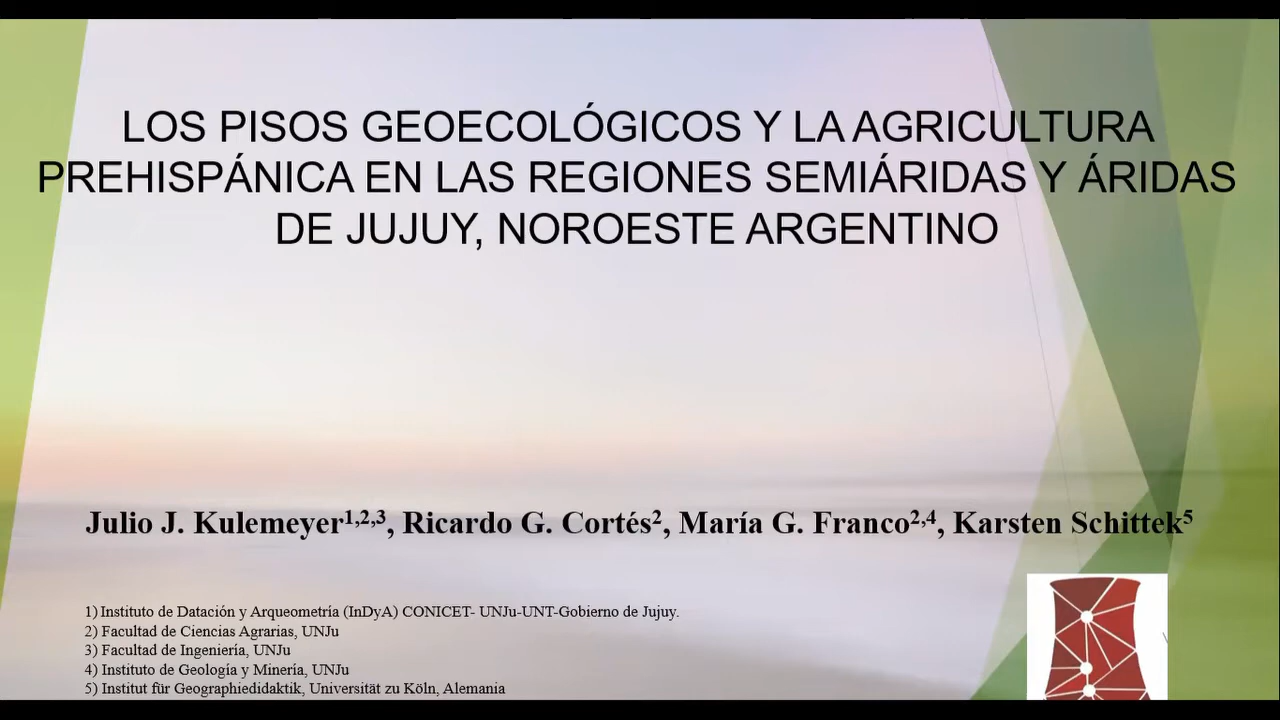 LOS PISOS GEOECOLÓGICOS Y LA AGRICULTURA
PREHISPÁNICA EN LAS REGIONES SEMIÁRIDAS Y ÁRIDAS
DE JUJUY, NOROESTE ARGENTINO
Julio J. Kulemeyer1,2,3, Ricardo G. Cortés2, María G. Franco2,4, Karsten Schittek5
1) Instituto de Datación y Arqueometría (InDyA) CONICET- UNJu-UNT-Gobierno de Jujuy.
2) Facultad de Ciencias Agrarias, UNJu
3) Facultad de Ingeniería, UNJu
4) Instituto de Geología y Minería, UNJu
5) Institut für Geographiedidaktik, Universität zu Köln, Alemania